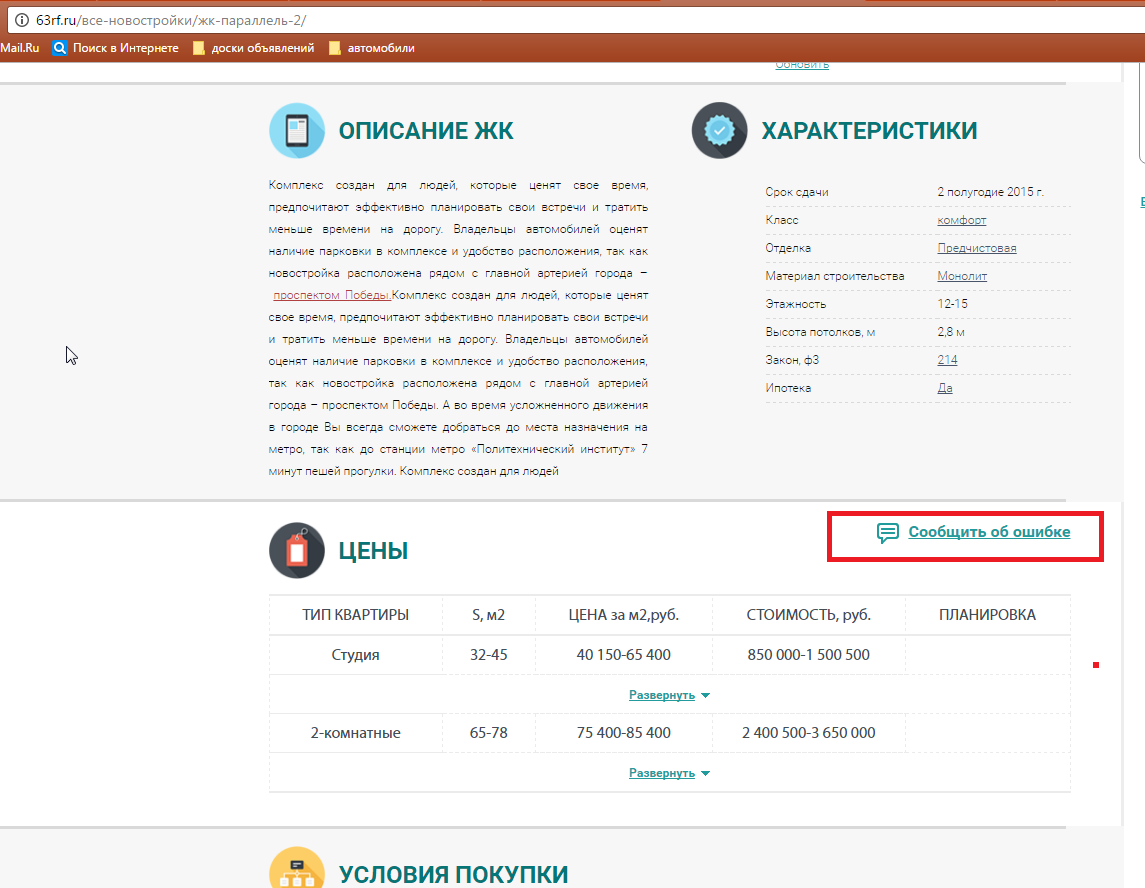 63rf.ru/все-новостройки/жк-параллель-2/
Mail.Ru Поиск в Интернете доски объявлений автомобили
Обновить
ОПИСАНИЕ ЖК
Комплекс создан для людей, которые ценят свое время,
предпочитают эффективно планировать свои встречи и тратить
меньше времени на дорогу. Владельцы автомобилей оценят
наличие парковки в комплексе и удобство расположения, так как
новостройка расположена рядом с главной артерией города –
проспектом Победы.Комплекс создан для людей, которые ценят
свое время, предпочитают эффективно планировать свои встречи
и тратить меньше времени на дорогу. Владельцы автомобилей
оценят наличие парковки в комплексе и удобство расположения,
так как новостройка расположена рядом с главной артерией
города – проспектом Победы. А во время усложненного движения
в городе Вы всегда сможете добраться до места назначения на
метро, так как до станции метро «Политехнический институт» 7
минут пешей прогулки. Комплекс создан для людей
ХАРАКТЕРИСТИКИ
Срок сдачи 2 полугодие 2015 г.
Класс комфорт
Отделка Предчистовая
Материал строительства Монолит
Этажность 12-15
Высота потолков, м 2,8 м
Закон, ф3 214
Ипотека Да
ЦЕНЫ
Сообщить об ошибке
ТИП КВАРТИРЫ S, м2 ЦЕНА за м2,руб. СТОИМОСТЬ, руб. ПЛАНИРОВКА
Студия 32-45 40 150-65 400 850 000-1 500 500
Развернуть
2-комнатные 65-78 75 400-85 400 2 400 500-3 650 000
Развернуть
УСЛОВИЯ ПОКУПКИ